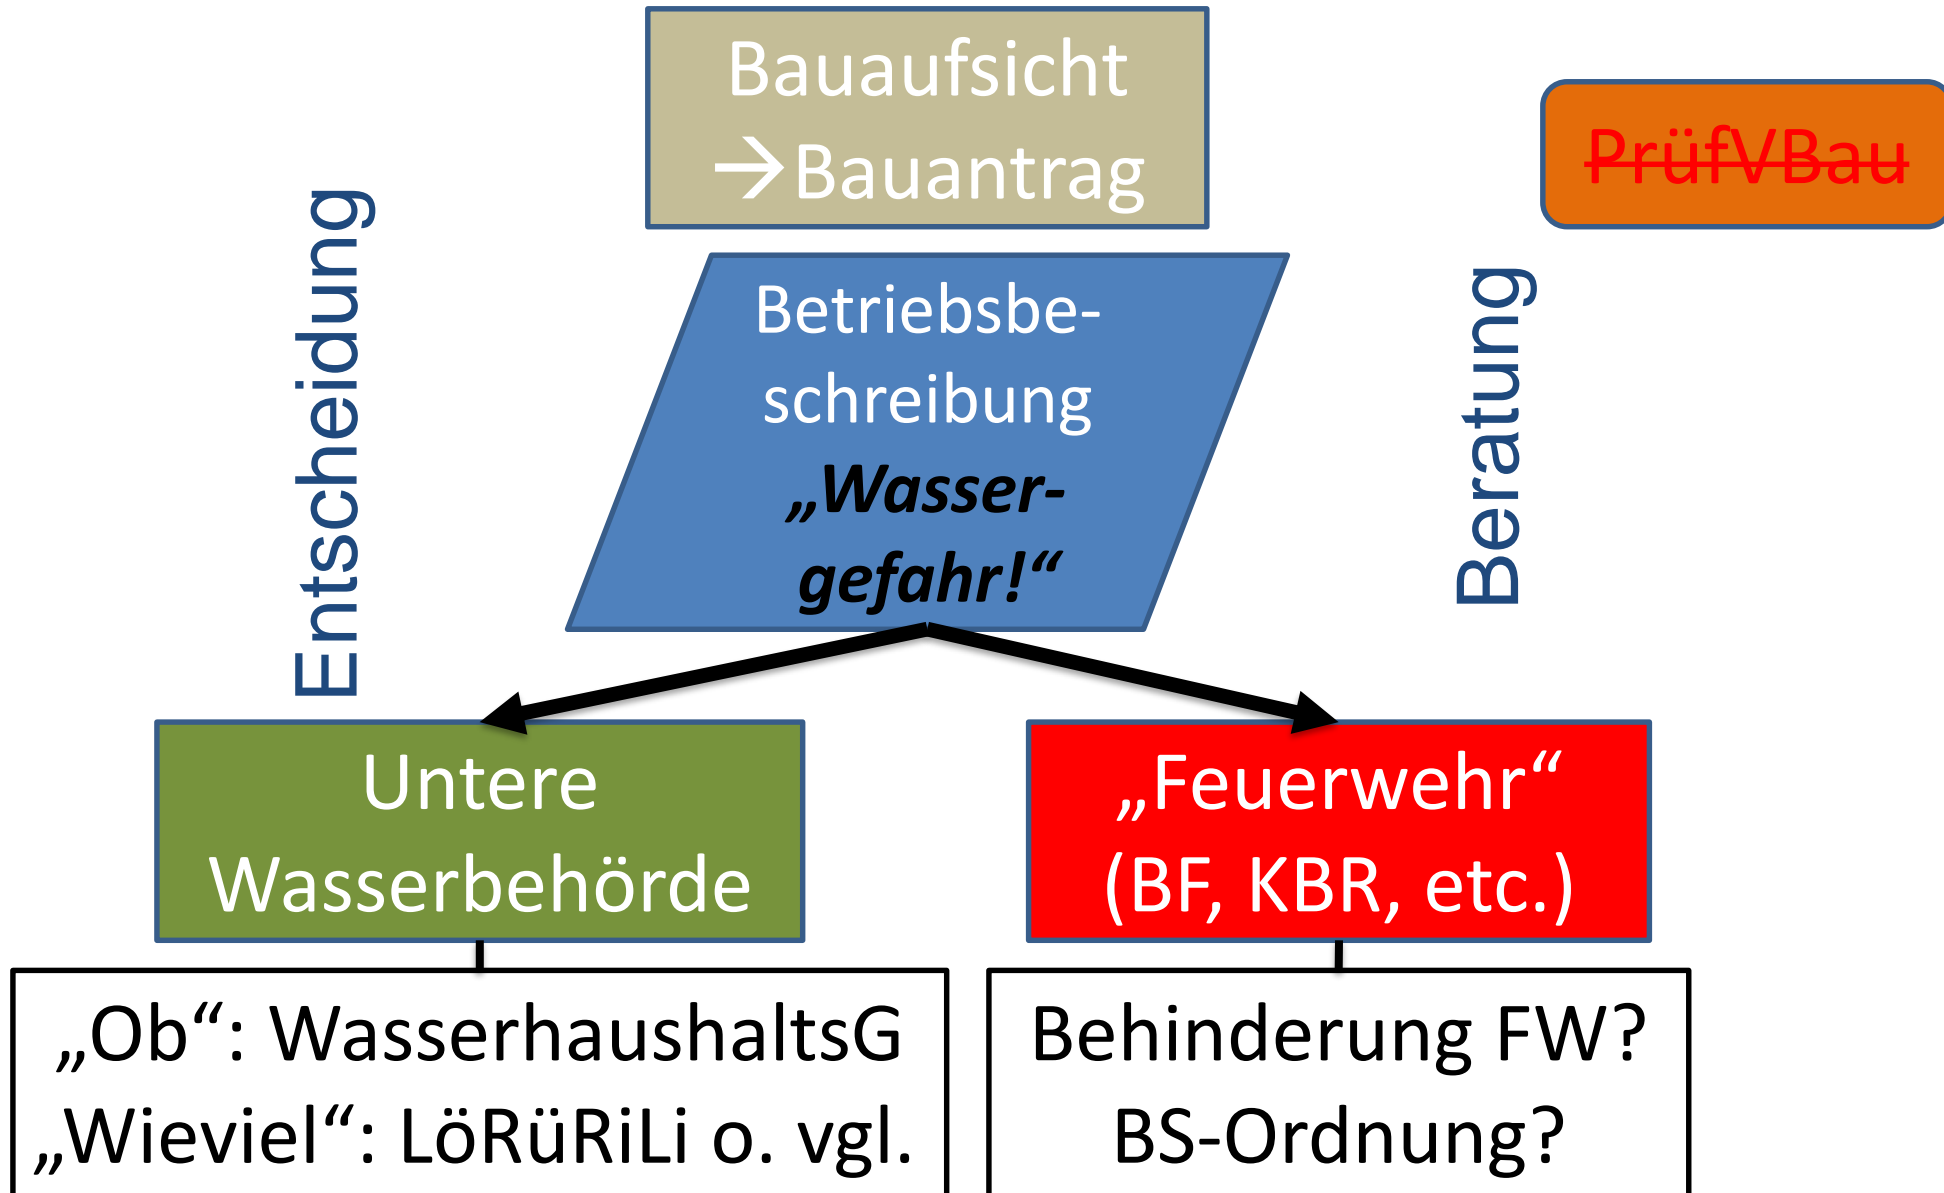 Bauaufsicht
→Bauantrag
PrüfVBau
Entscheidung
Betriebsbe-
schreibung
„Wasser-
gefahr!“
Beratung
Untere
Wasserbehörde
„Feuerwehr“
(BF, KBR, etc.)
„Ob“: WasserhaushaltsG
„Wieviel“: LöRüRiLi o. vgl.
Behinderung FW?
BS-Ordnung?